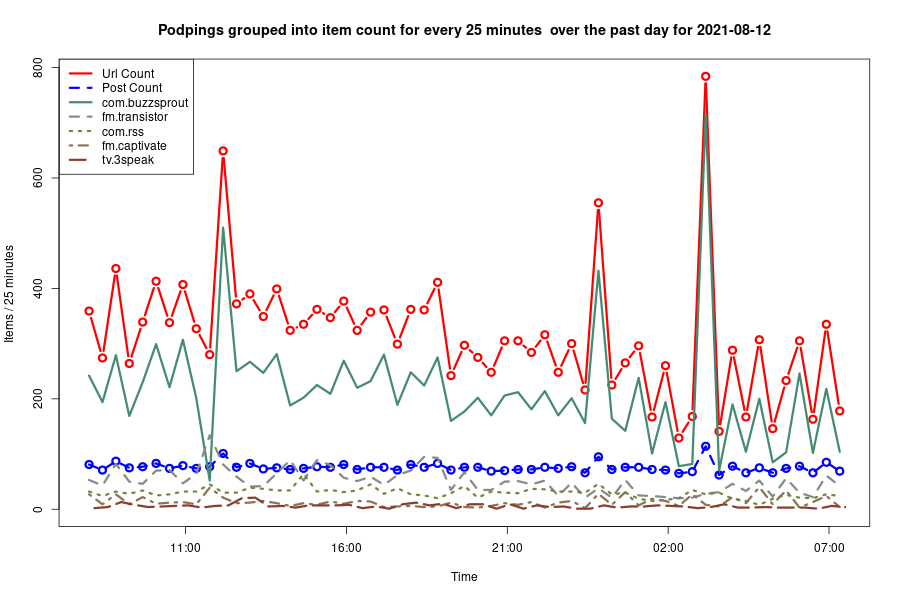 Podpings grouped into item count for every 25 minutes  over the past day for 2021-08-12
Url Count
Post Count
com.buzzsprout
fm.transistor
com.rss
fm.captivate
tv.3speak
Items / 25 minutes
800
600
400
200
0
11:00
16:00
21:00
02:00
07:00
Time